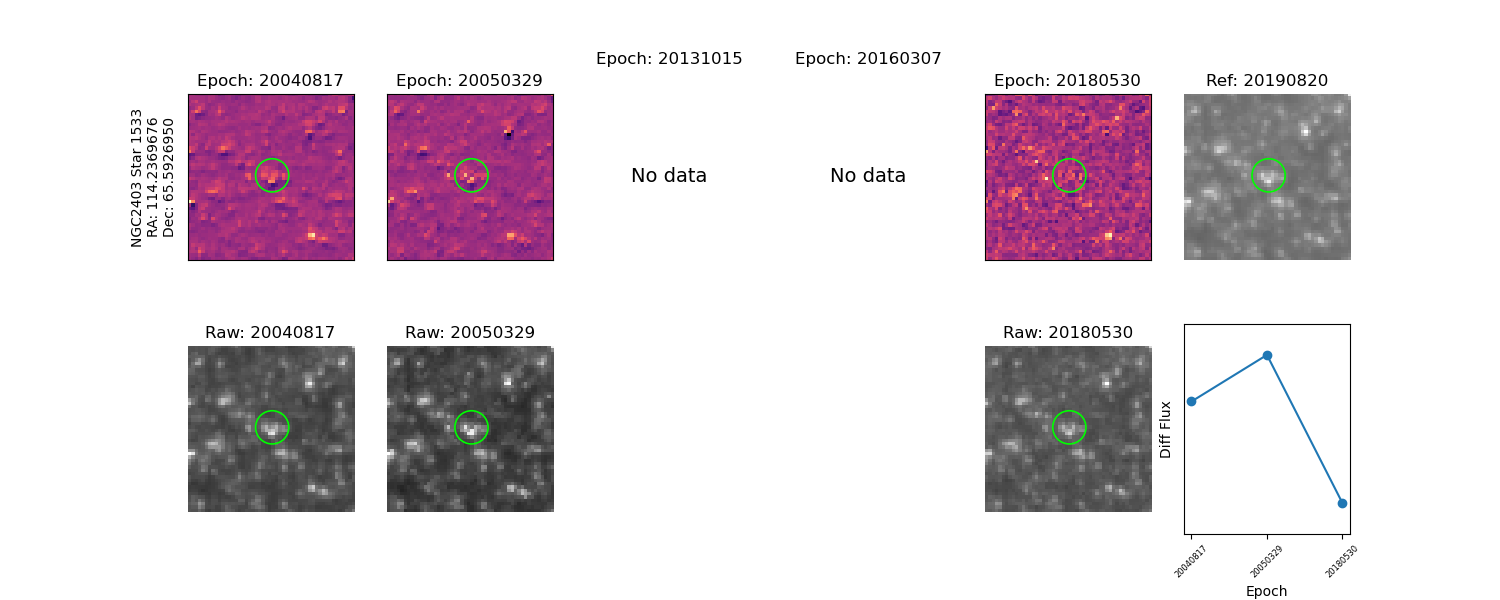 Epoch: 20040817
Epoch: 20050329
Epoch: 20131015
Epoch: 20160307
Epoch: 20180530
Ref: 20190820
NGC2403 Star 1533
RA: 114.2369676
Dec: 65.5926950
No data
No data
Raw: 20040817
Raw: 20050329
Raw: 20180530
Diff Flux
20040817
20050329
20180530
Epoch